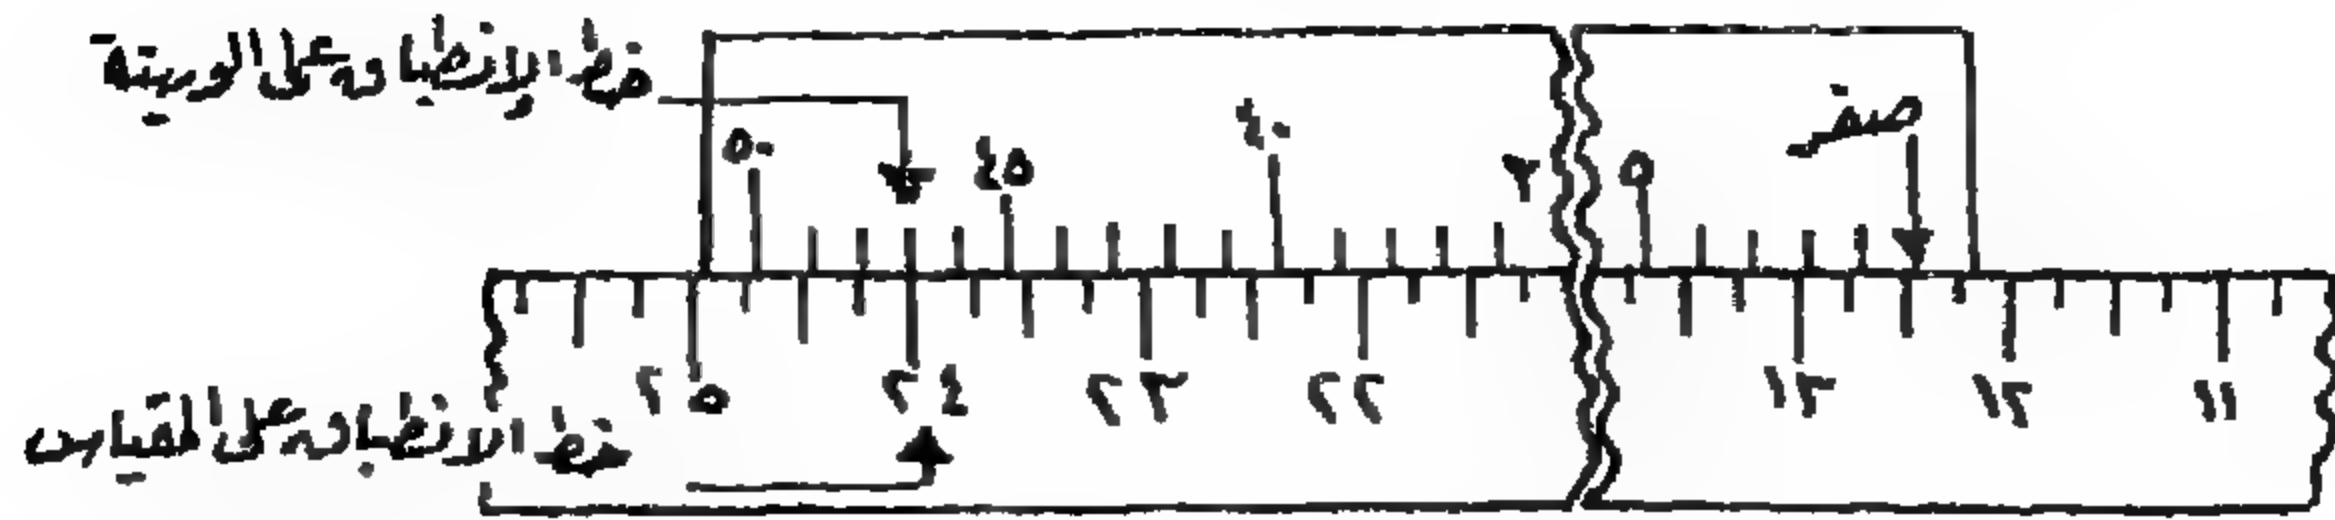 خط الانطباق على الورنية
صفر
٥٠ ٤٥ ٤٠ ٥
٢٥ ٢٤ ٢٣ ٢٢ ١٣ ١٢ ١١
خط الانطباق على المقياس